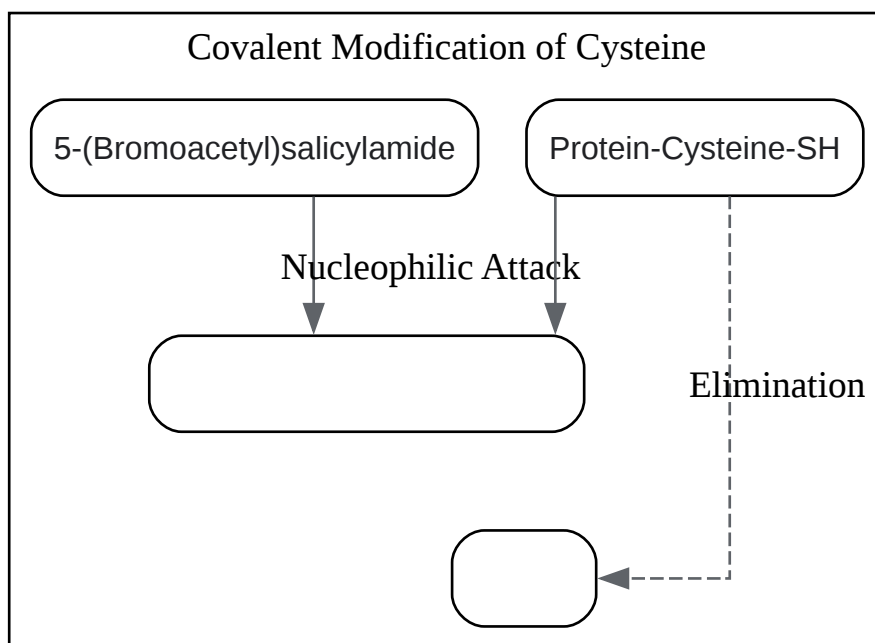 Covalent Modification of Cysteine
5-(Bromoacetyl)salicylamide
Protein-Cysteine-SH
Nucleophilic Attack
Elimination